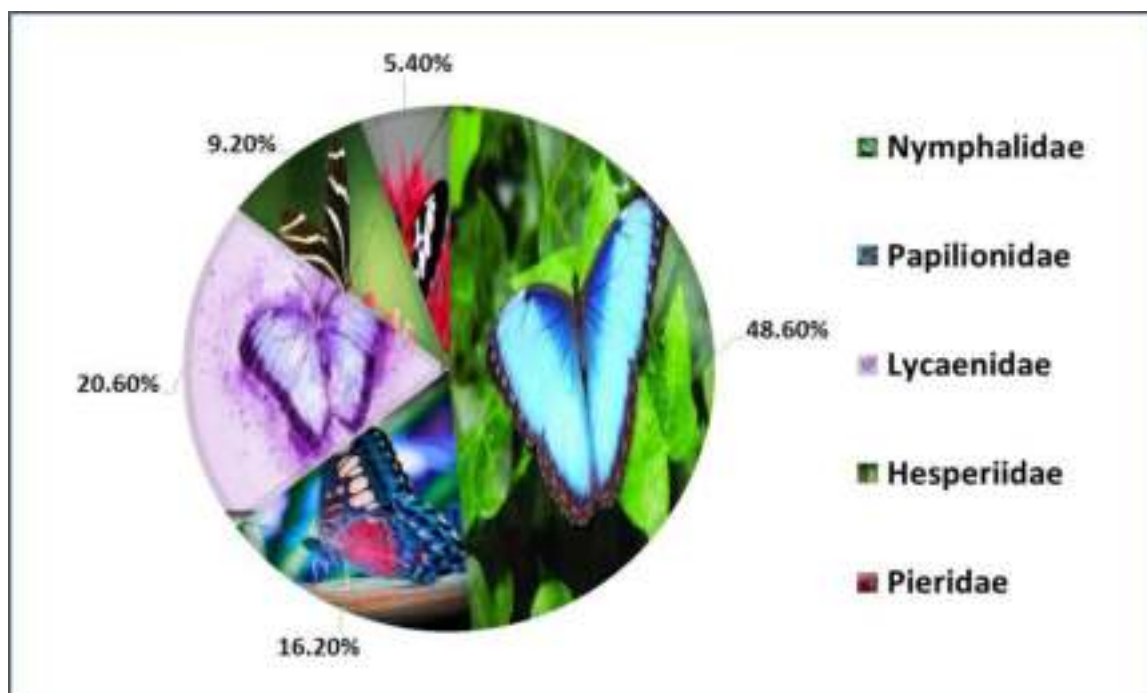 5.40%
9.20%
48.60%
20.60%
16.20%
Nymphalidae
Papilionidae
Lycaenidae
Hesperiidae
Pieridae